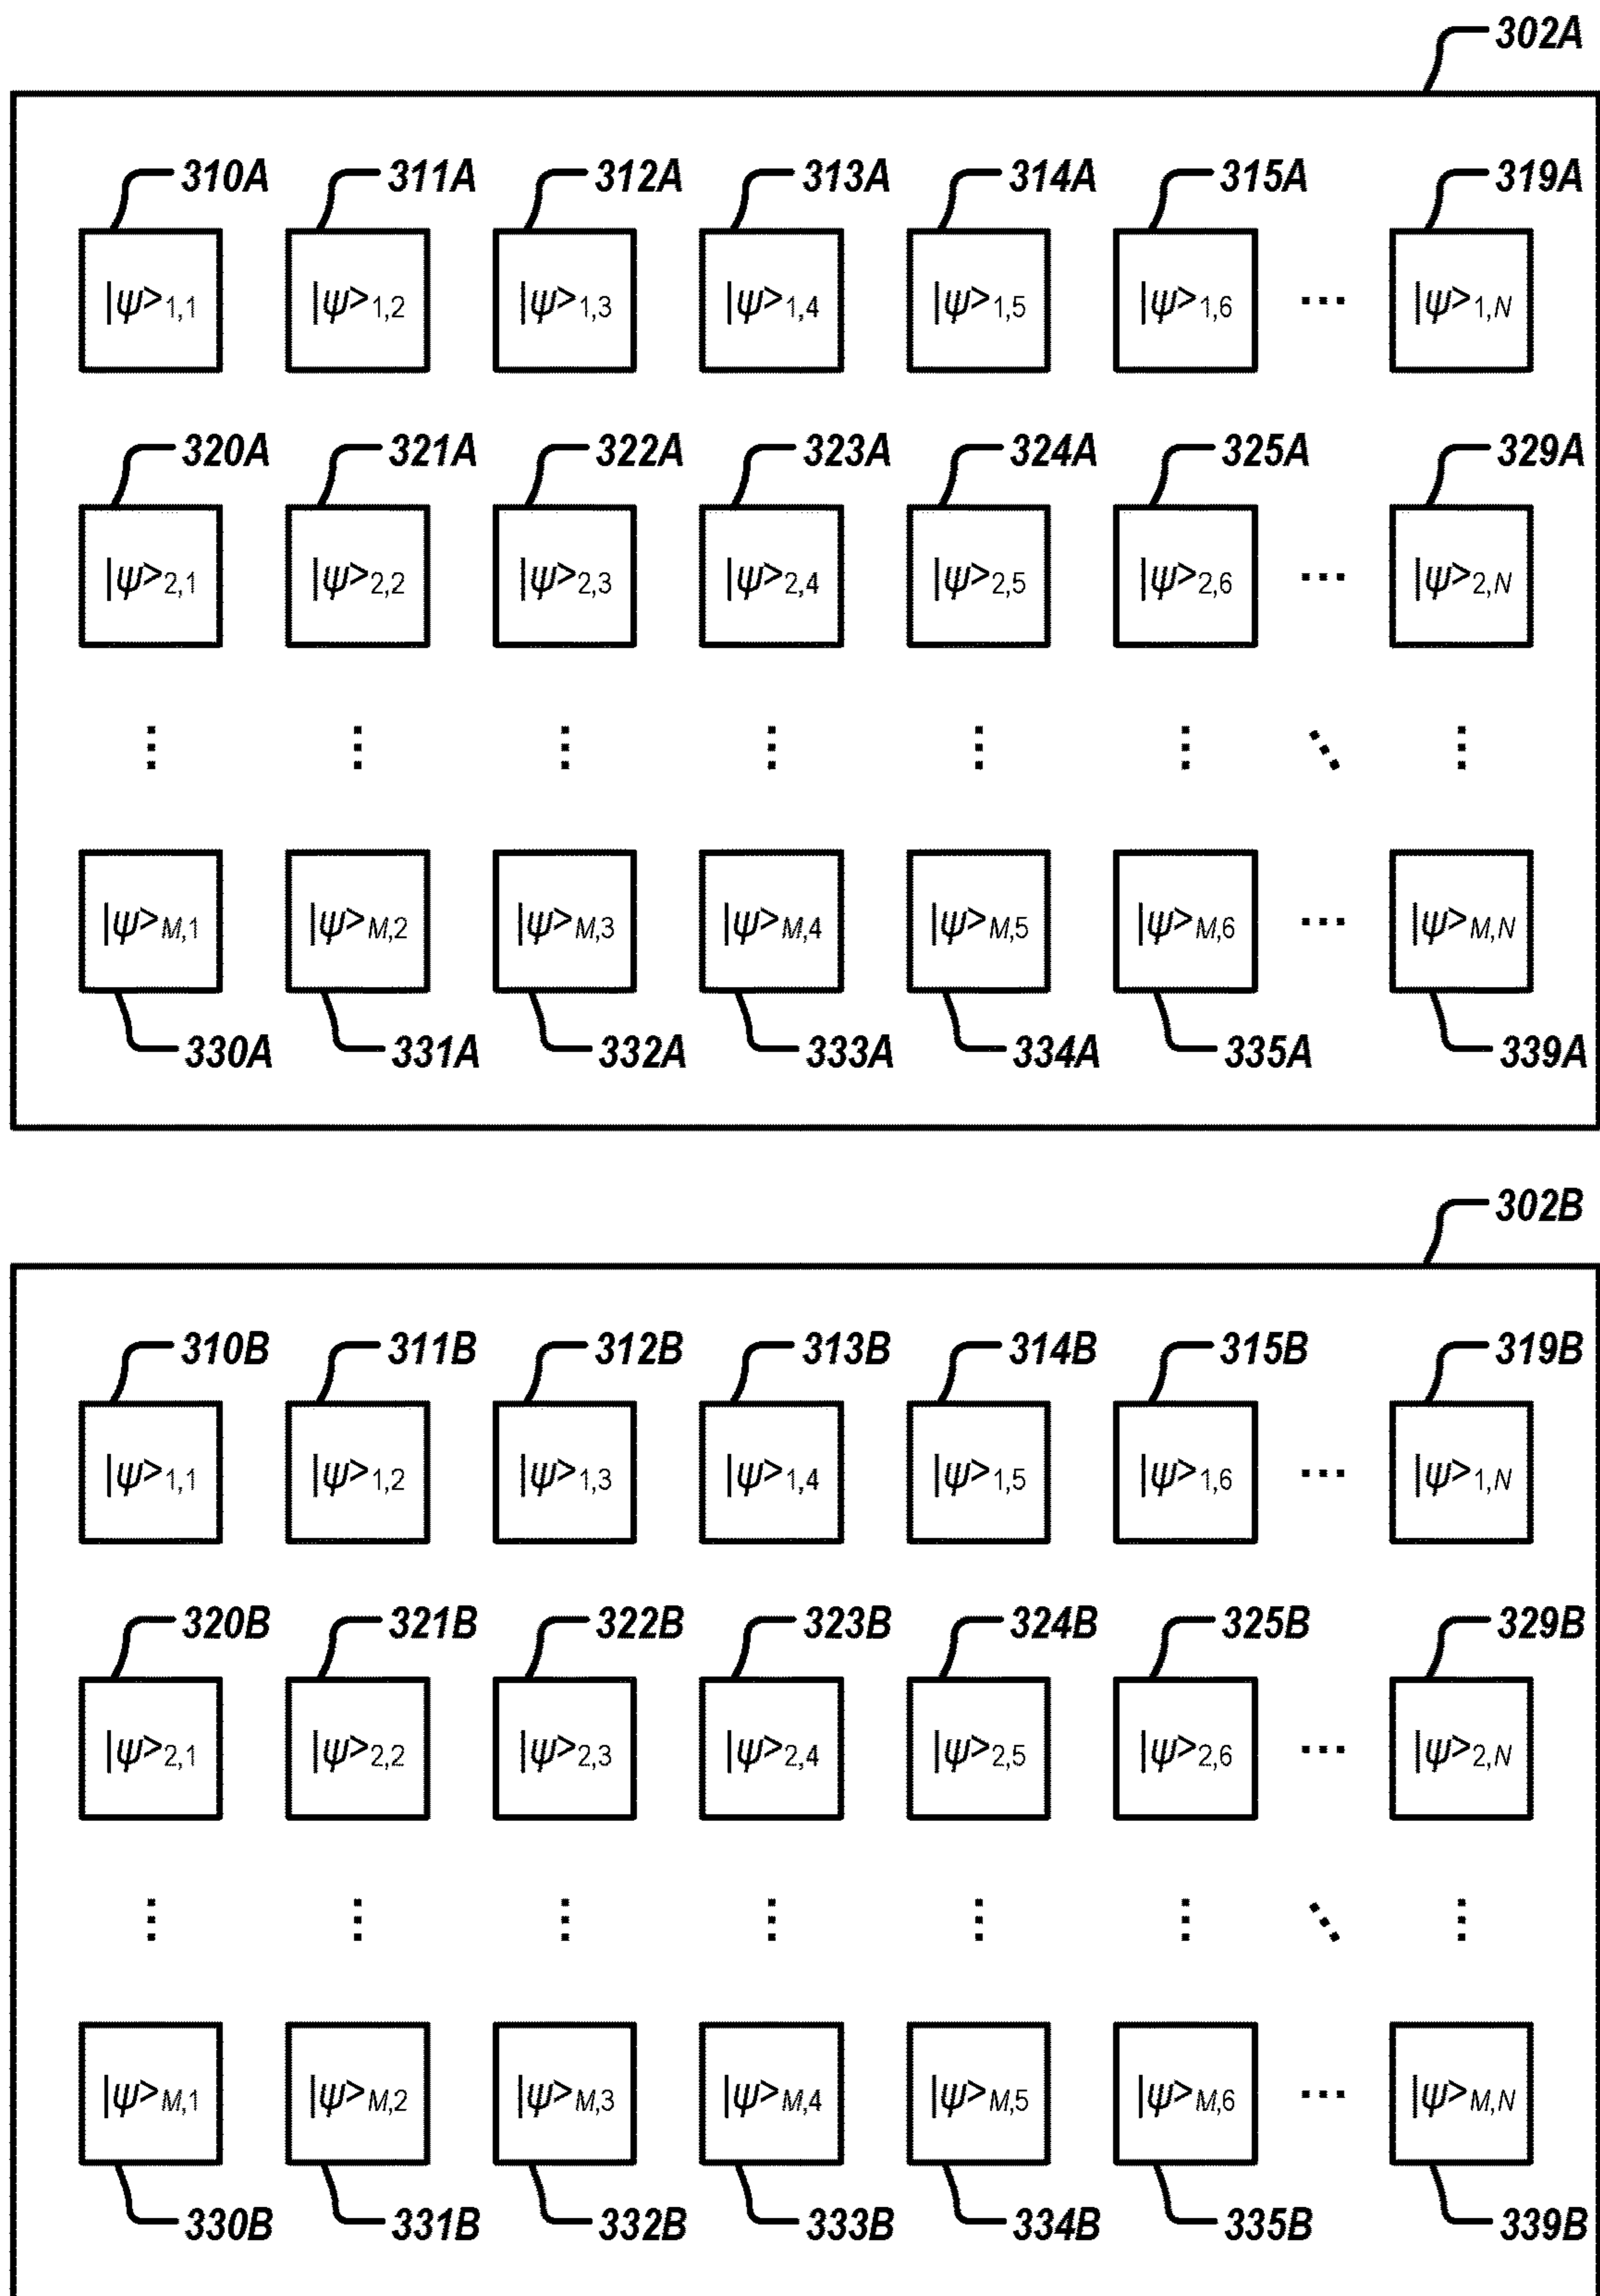 302A
310A 311A 312A 313A 314A 315A 319A
|ψ>1,1 |ψ>1,2 |ψ>1,3 |ψ>1,4 |ψ>1,5 |ψ>1,6 ... |ψ>1,N
320A 321A 322A 323A 324A 325A 329A
|ψ>2,1 |ψ>2,2 |ψ>2,3 |ψ>2,4 |ψ>2,5 |ψ>2,6 ... |ψ>2,N
|ψ>M,1 |ψ>M,2 |ψ>M,3 |ψ>M,4 |ψ>M,5 |ψ>M,6 ... |ψ>M,N
330A 331A 332A 333A 334A 335A 339A
302B
310B 311B 312B 313B 314B 315B 319B
|ψ>1,1 |ψ>1,2 |ψ>1,3 |ψ>1,4 |ψ>1,5 |ψ>1,6 ... |ψ>1,N
320B 321B 322B 323B 324B 325B 329B
|ψ>2,1 |ψ>2,2 |ψ>2,3 |ψ>2,4 |ψ>2,5 |ψ>2,6 ... |ψ>2,N
|ψ>M,1 |ψ>M,2 |ψ>M,3 |ψ>M,4 |ψ>M,5 |ψ>M,6 ... |ψ>M,N
330B 331B 332B 333B 334B 335B 339B